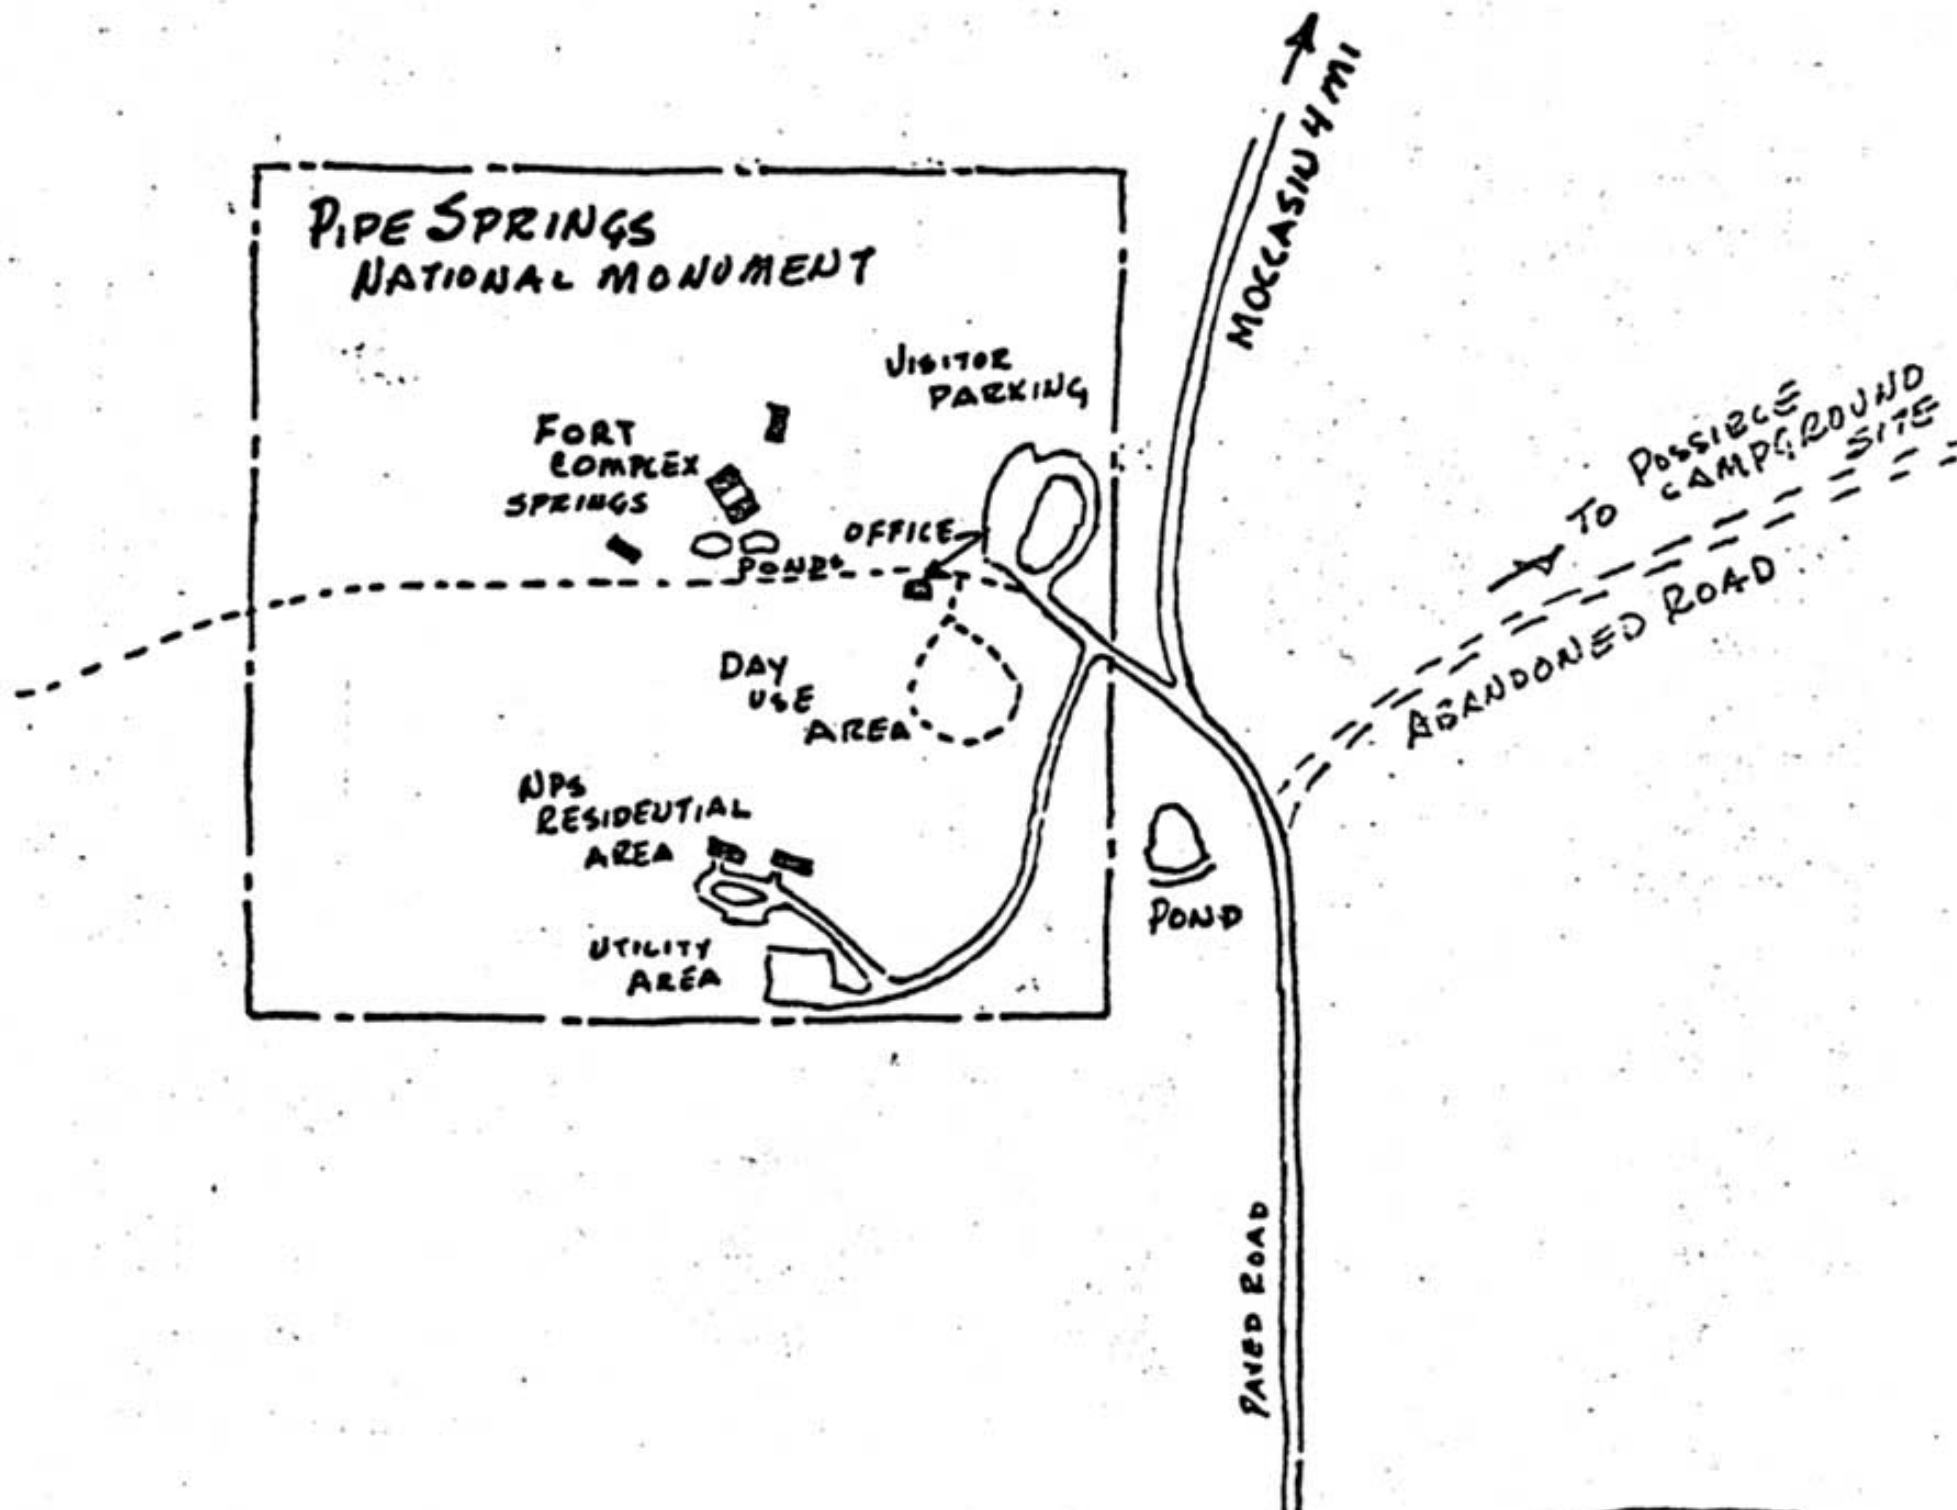 MOCCASIN 4 MI
PIPE SPRINGS
NATIONAL MONUMENT
VISITOR
PARKING
FORT
COMPLEX
SPRINGS
OFFICE
PONDS
TO POSSIBLE
CAMPGROUND
SITE
ABANDONED ROAD
DAY
USE
AREA
NPS
RESIDENTIAL
AREA
POND
UTILITY
AREA
PAVED ROAD